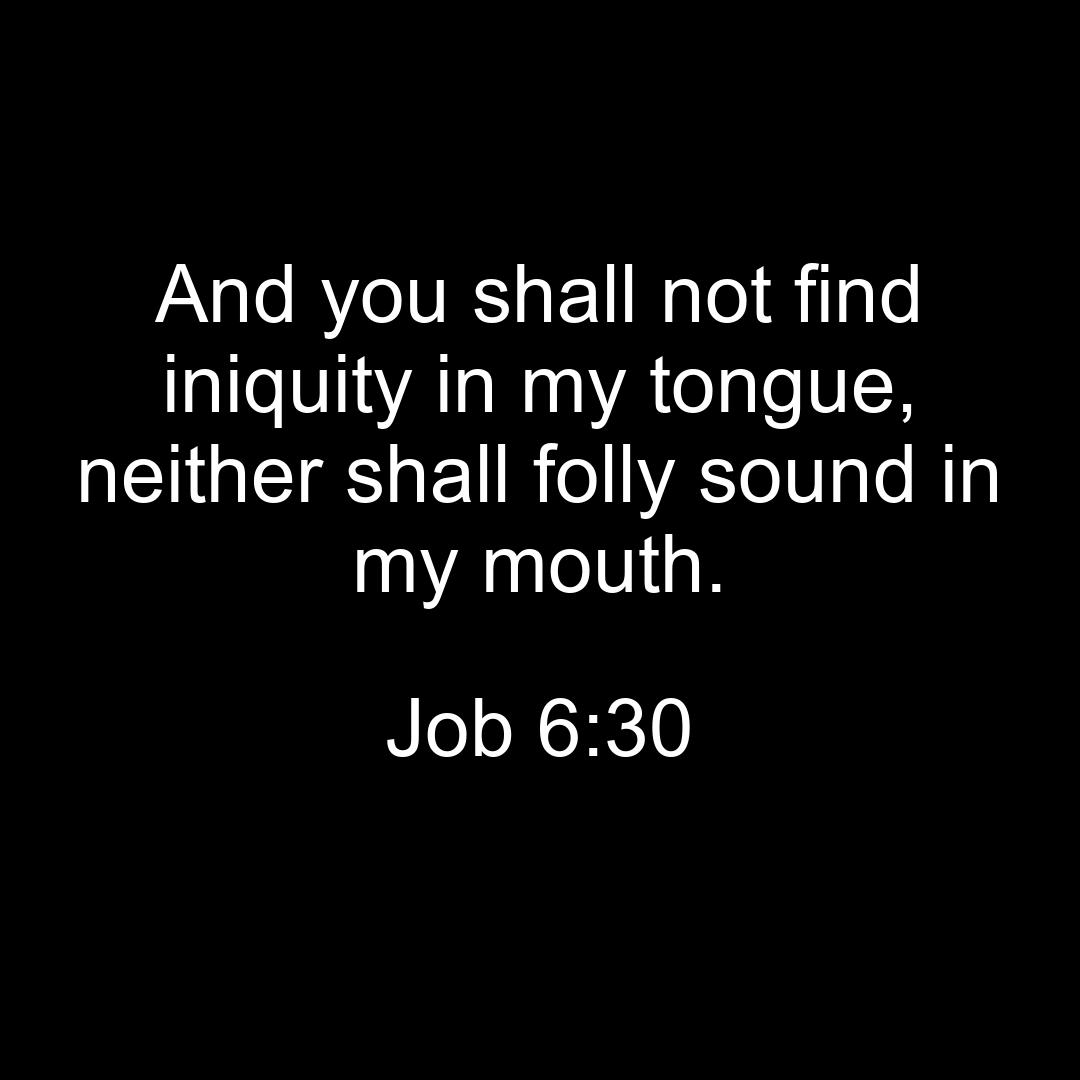 And you shall not find
iniquity in my tongue,
neither shall folly sound in
my mouth.
Job 6:30